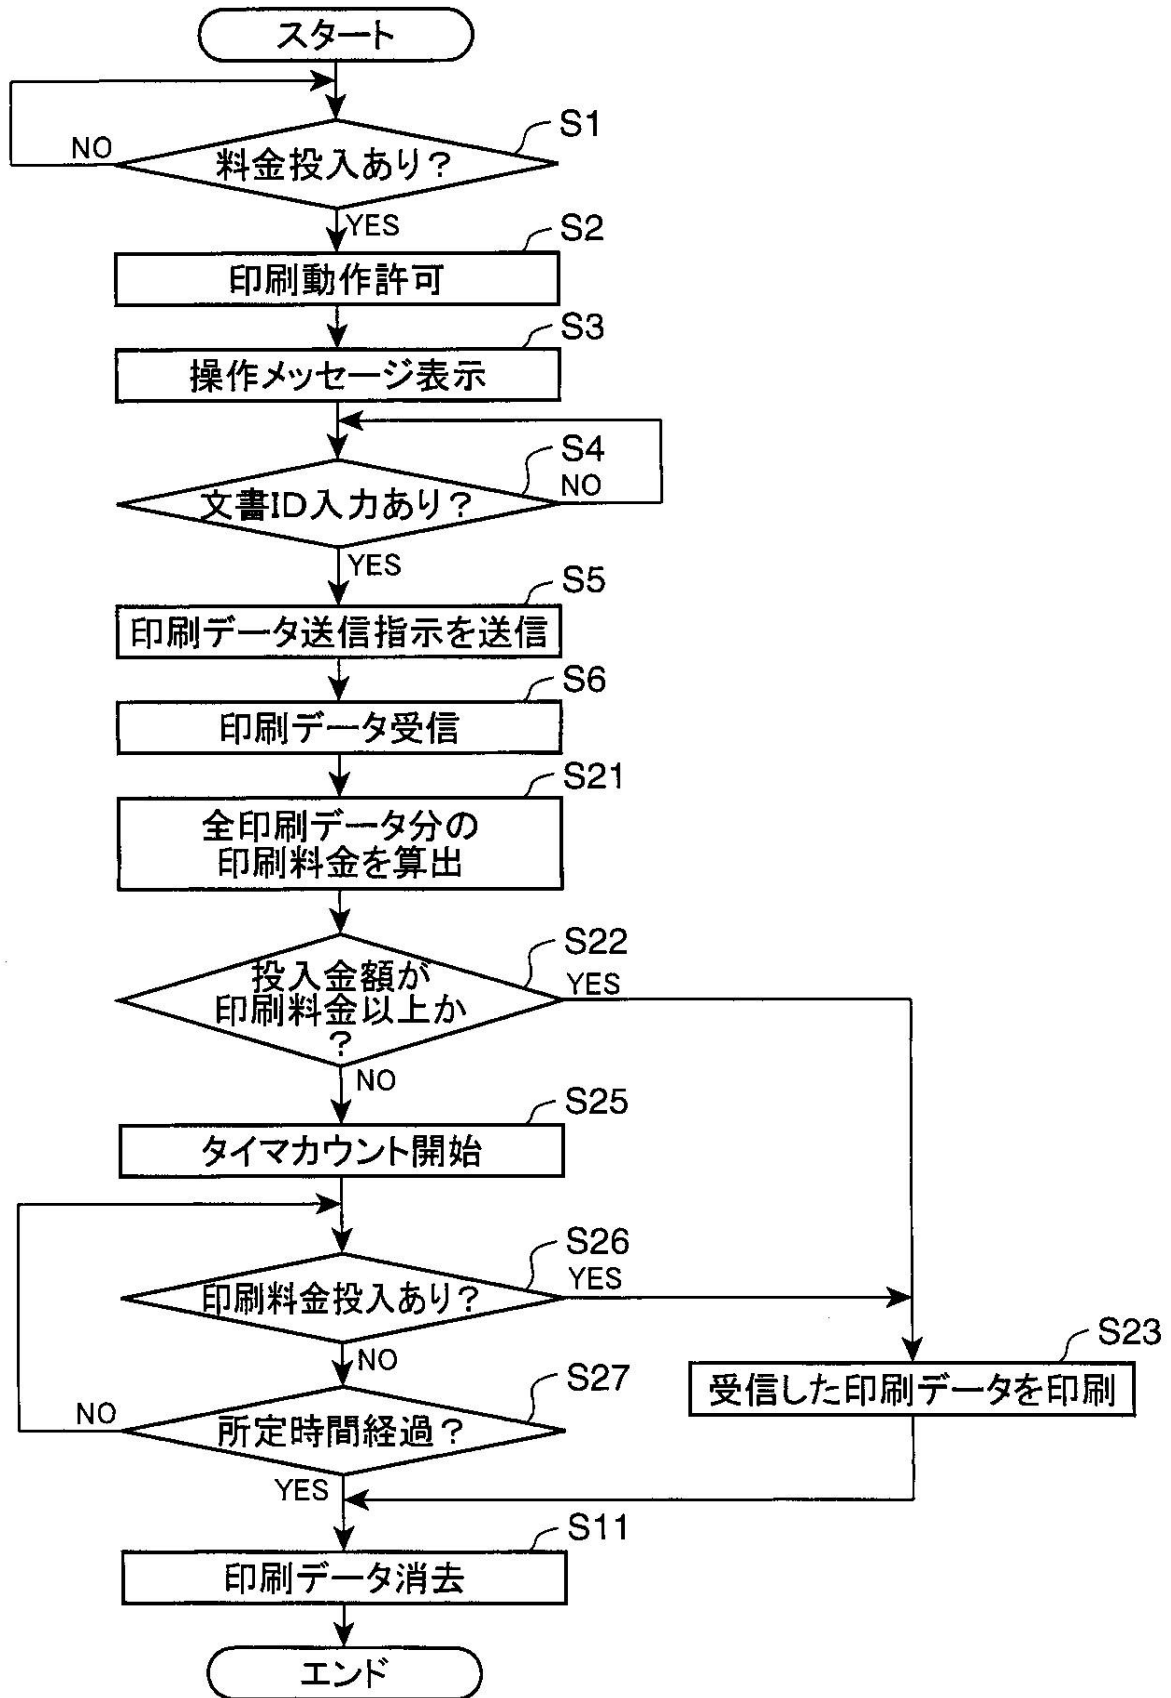 スタート
S1
NO
料金投入あり?
YES
S2
印刷動作許可
S3
操作メッセージ表示
S4
文書ID入力あり?
NO
YES
S5
印刷データ送信指示を送信
S6
印刷データ受信
S21
全印刷データ分の
印刷料金を算出
S22
投入金額が
印刷料金以上か
?
YES
NO
S25
タイマカウント開始
S26
印刷料金投入あり?
YES
NO
S23
受信した印刷データを印刷
S27
NO
所定時間経過?
YES
S11
印刷データ消去
エンド